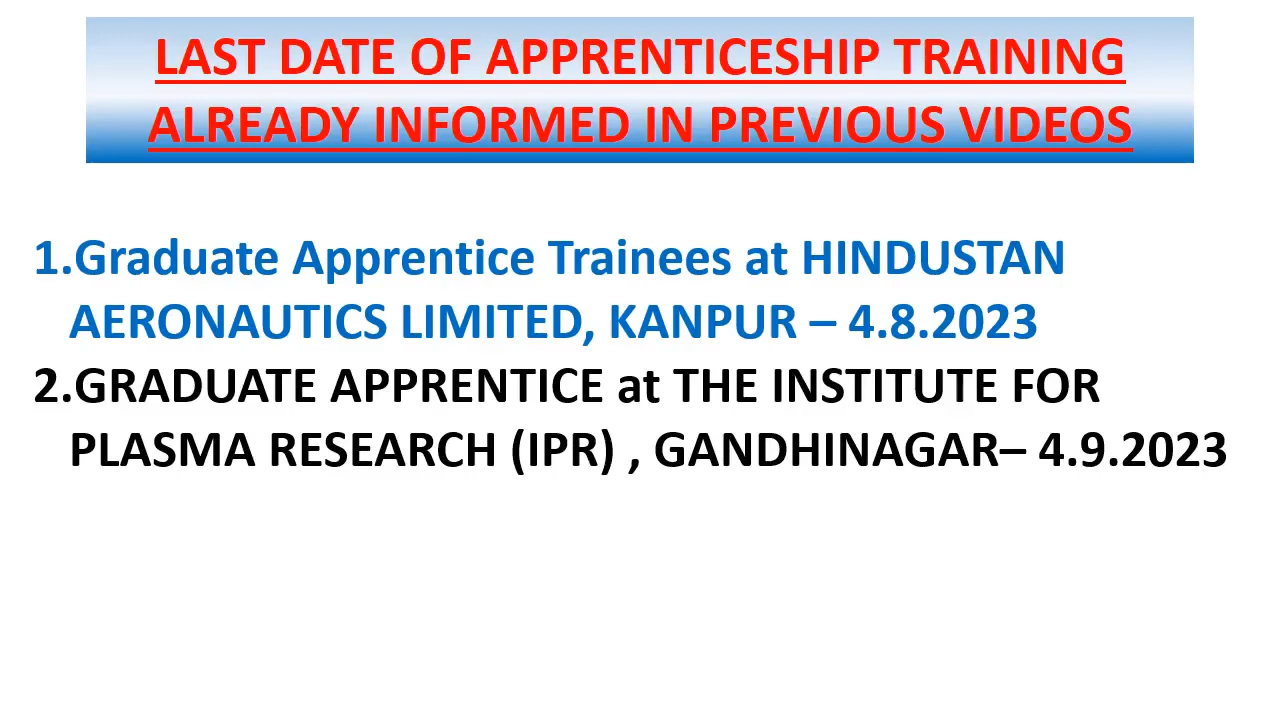 LAST DATE OF APPRENTICESHIP TRAINING
ALREADY INFORMED IN PREVIOUS VIDEOS
1.Graduate Apprentice Trainees at HINDUSTAN
AERONAUTICS LIMITED, KANPUR – 4.8.2023
2.GRADUATE APPRENTICE at THE INSTITUTE FOR
PLASMA RESEARCH (IPR) , GANDHINAGAR– 4.9.2023